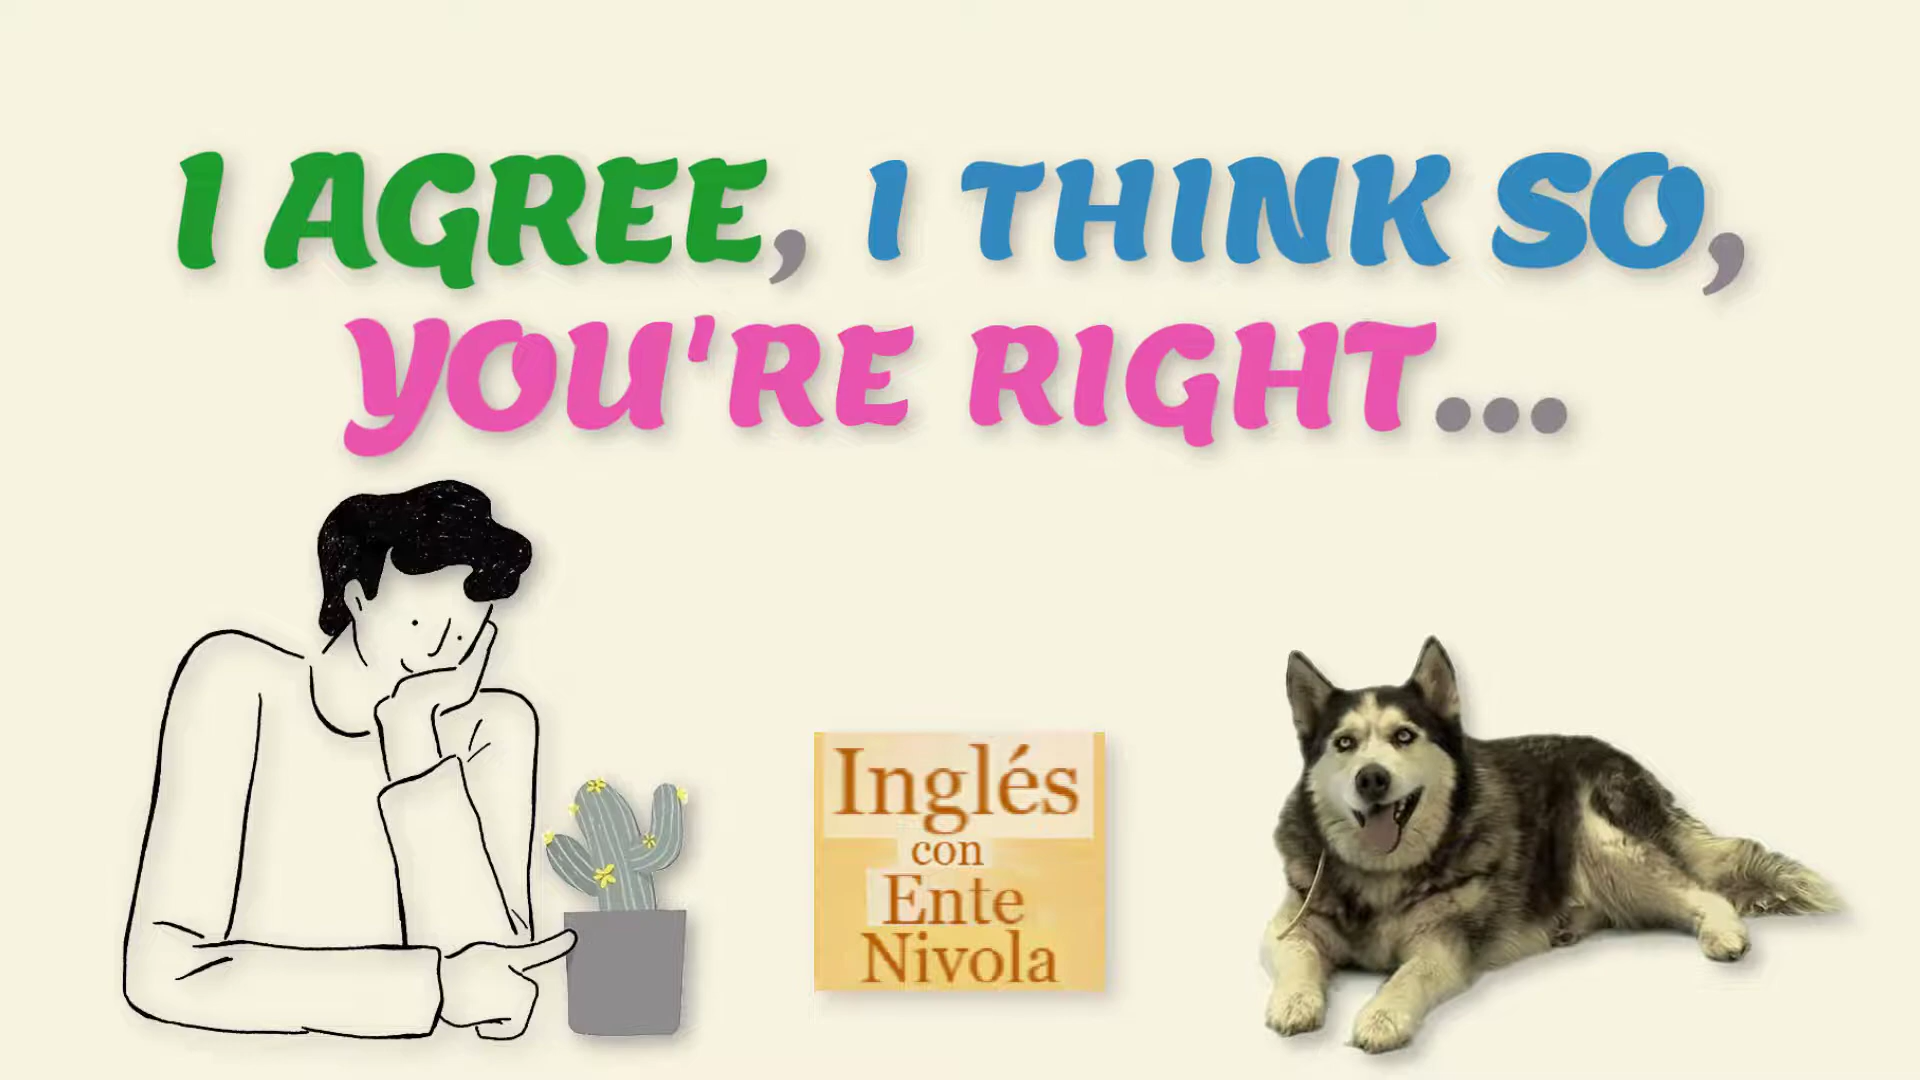 I AGREE, I THINK SO,
YOU'RE RIGHT...
Inglés
con
Ente
Nivola